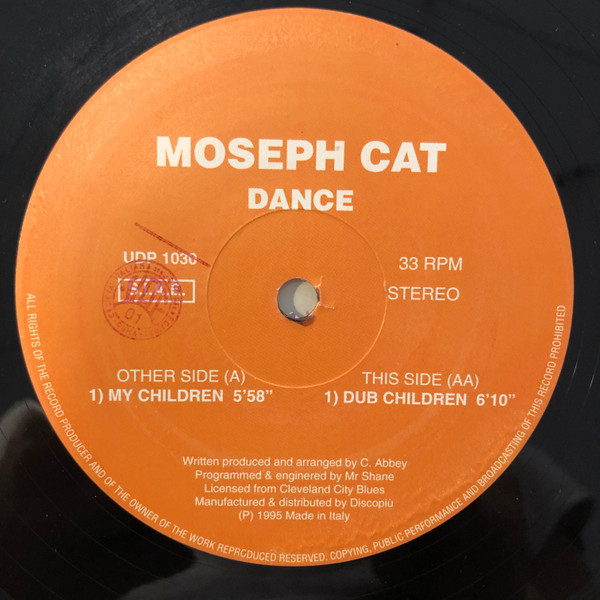 MOSEPH CAT
DANCE
UDP 1036
33 RPM
S.I.A.E.
STEREO
OTHER SIDE (A)
1) MY CHILDREN 5'58"
THIS SIDE (AA)
1) DUB CHILDREN 6'10"
Written produced and arranged by C. Abbey
Programmed & enginered by Mr Shane
Licensed from Cleveland City Blues
Manufactured & distributed by Discopiù
(P) 1995 Made in Italy
ALL RIGHTS OF THE RECORD PRODUCER AND OF THE OWNER OF THE WORK REPRODUCED RESERVED. COPYING, PUBLIC PERFORMANCE AND BROADCASTING OF THIS RECORD PROHIBITED